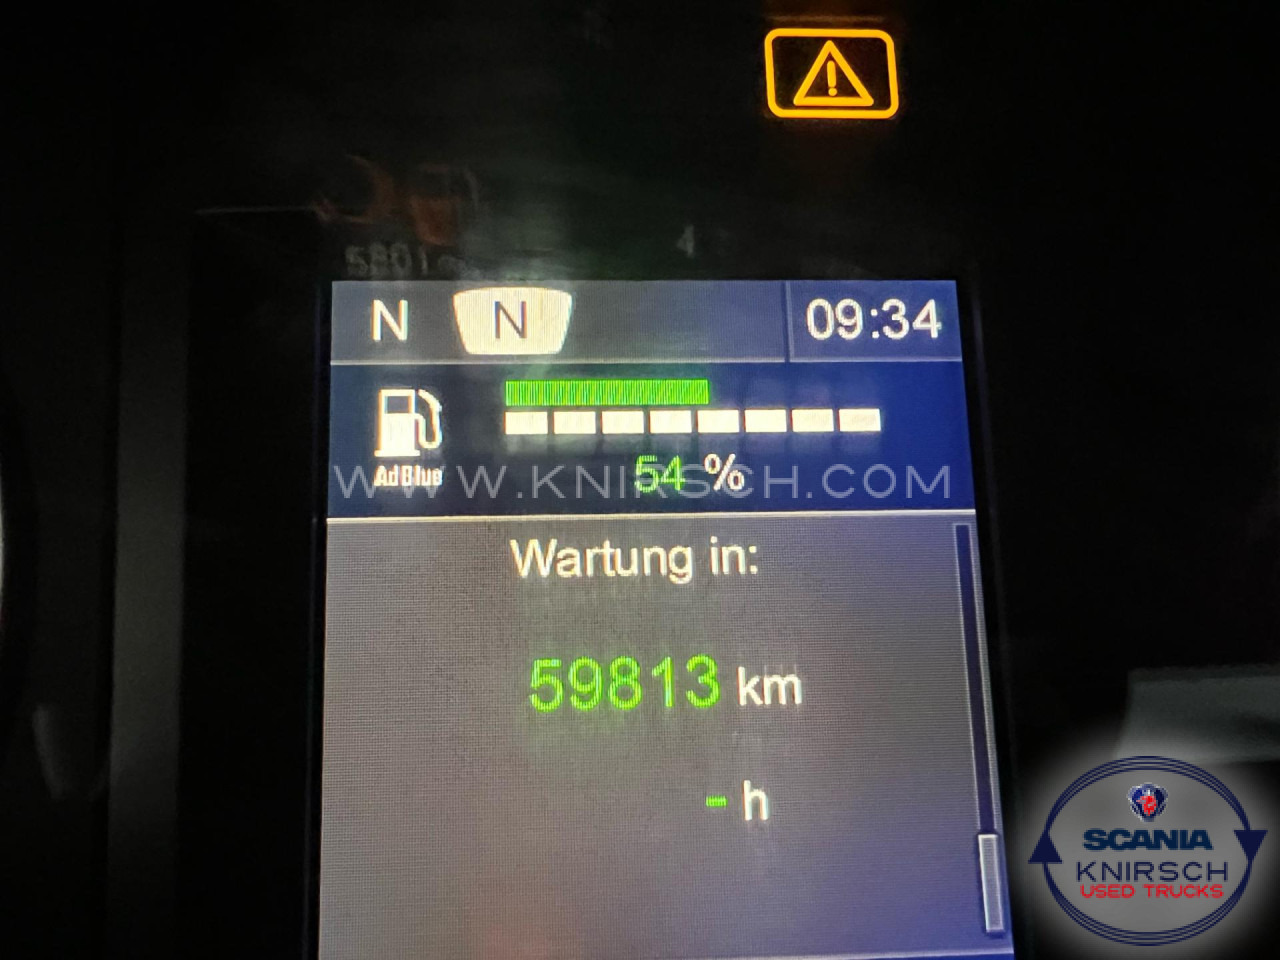 N N 09:34
AdBlue 54 %
WWW.KNIRSCH.COM
Wartung in:
59813 km
- h
SCANIA
KNIRSCH
USED TRUCKS